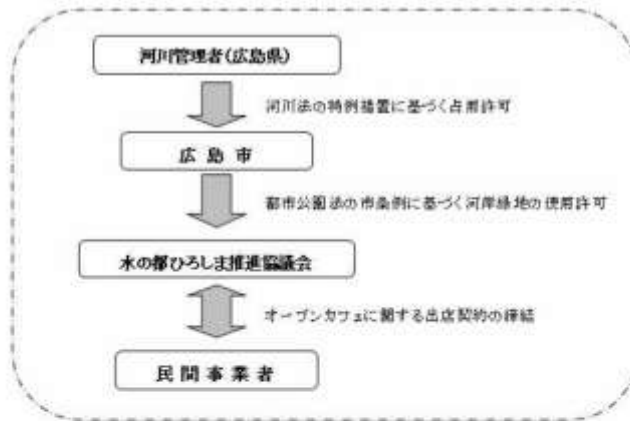 河川管理者(広島県)
河川法の特例措置に基づく占用許可
広島市
都市公園法の市条例に基づく河岸緑地の使用許可
水の都ひろしま推進協議会
オープンカフェに関する出店契約の締結
民間事業者